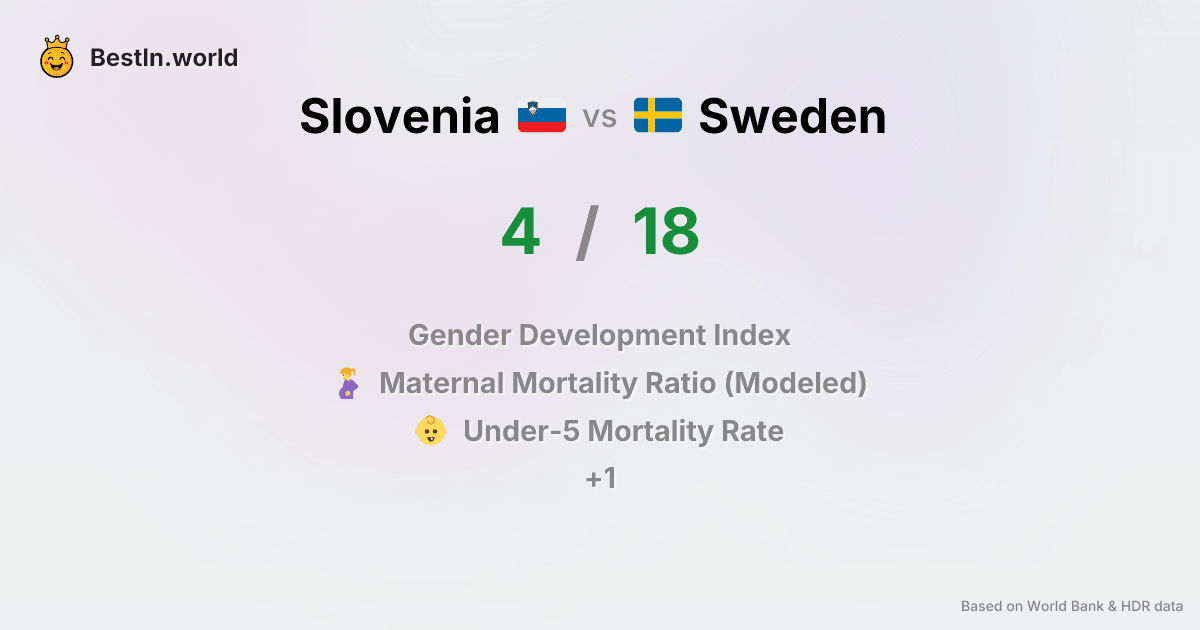 BestIn.world
Slovenia vs Sweden
4 / 18
Gender Development Index
Maternal Mortality Ratio (Modeled)
Under-5 Mortality Rate
+1
Based on World Bank & HDR data